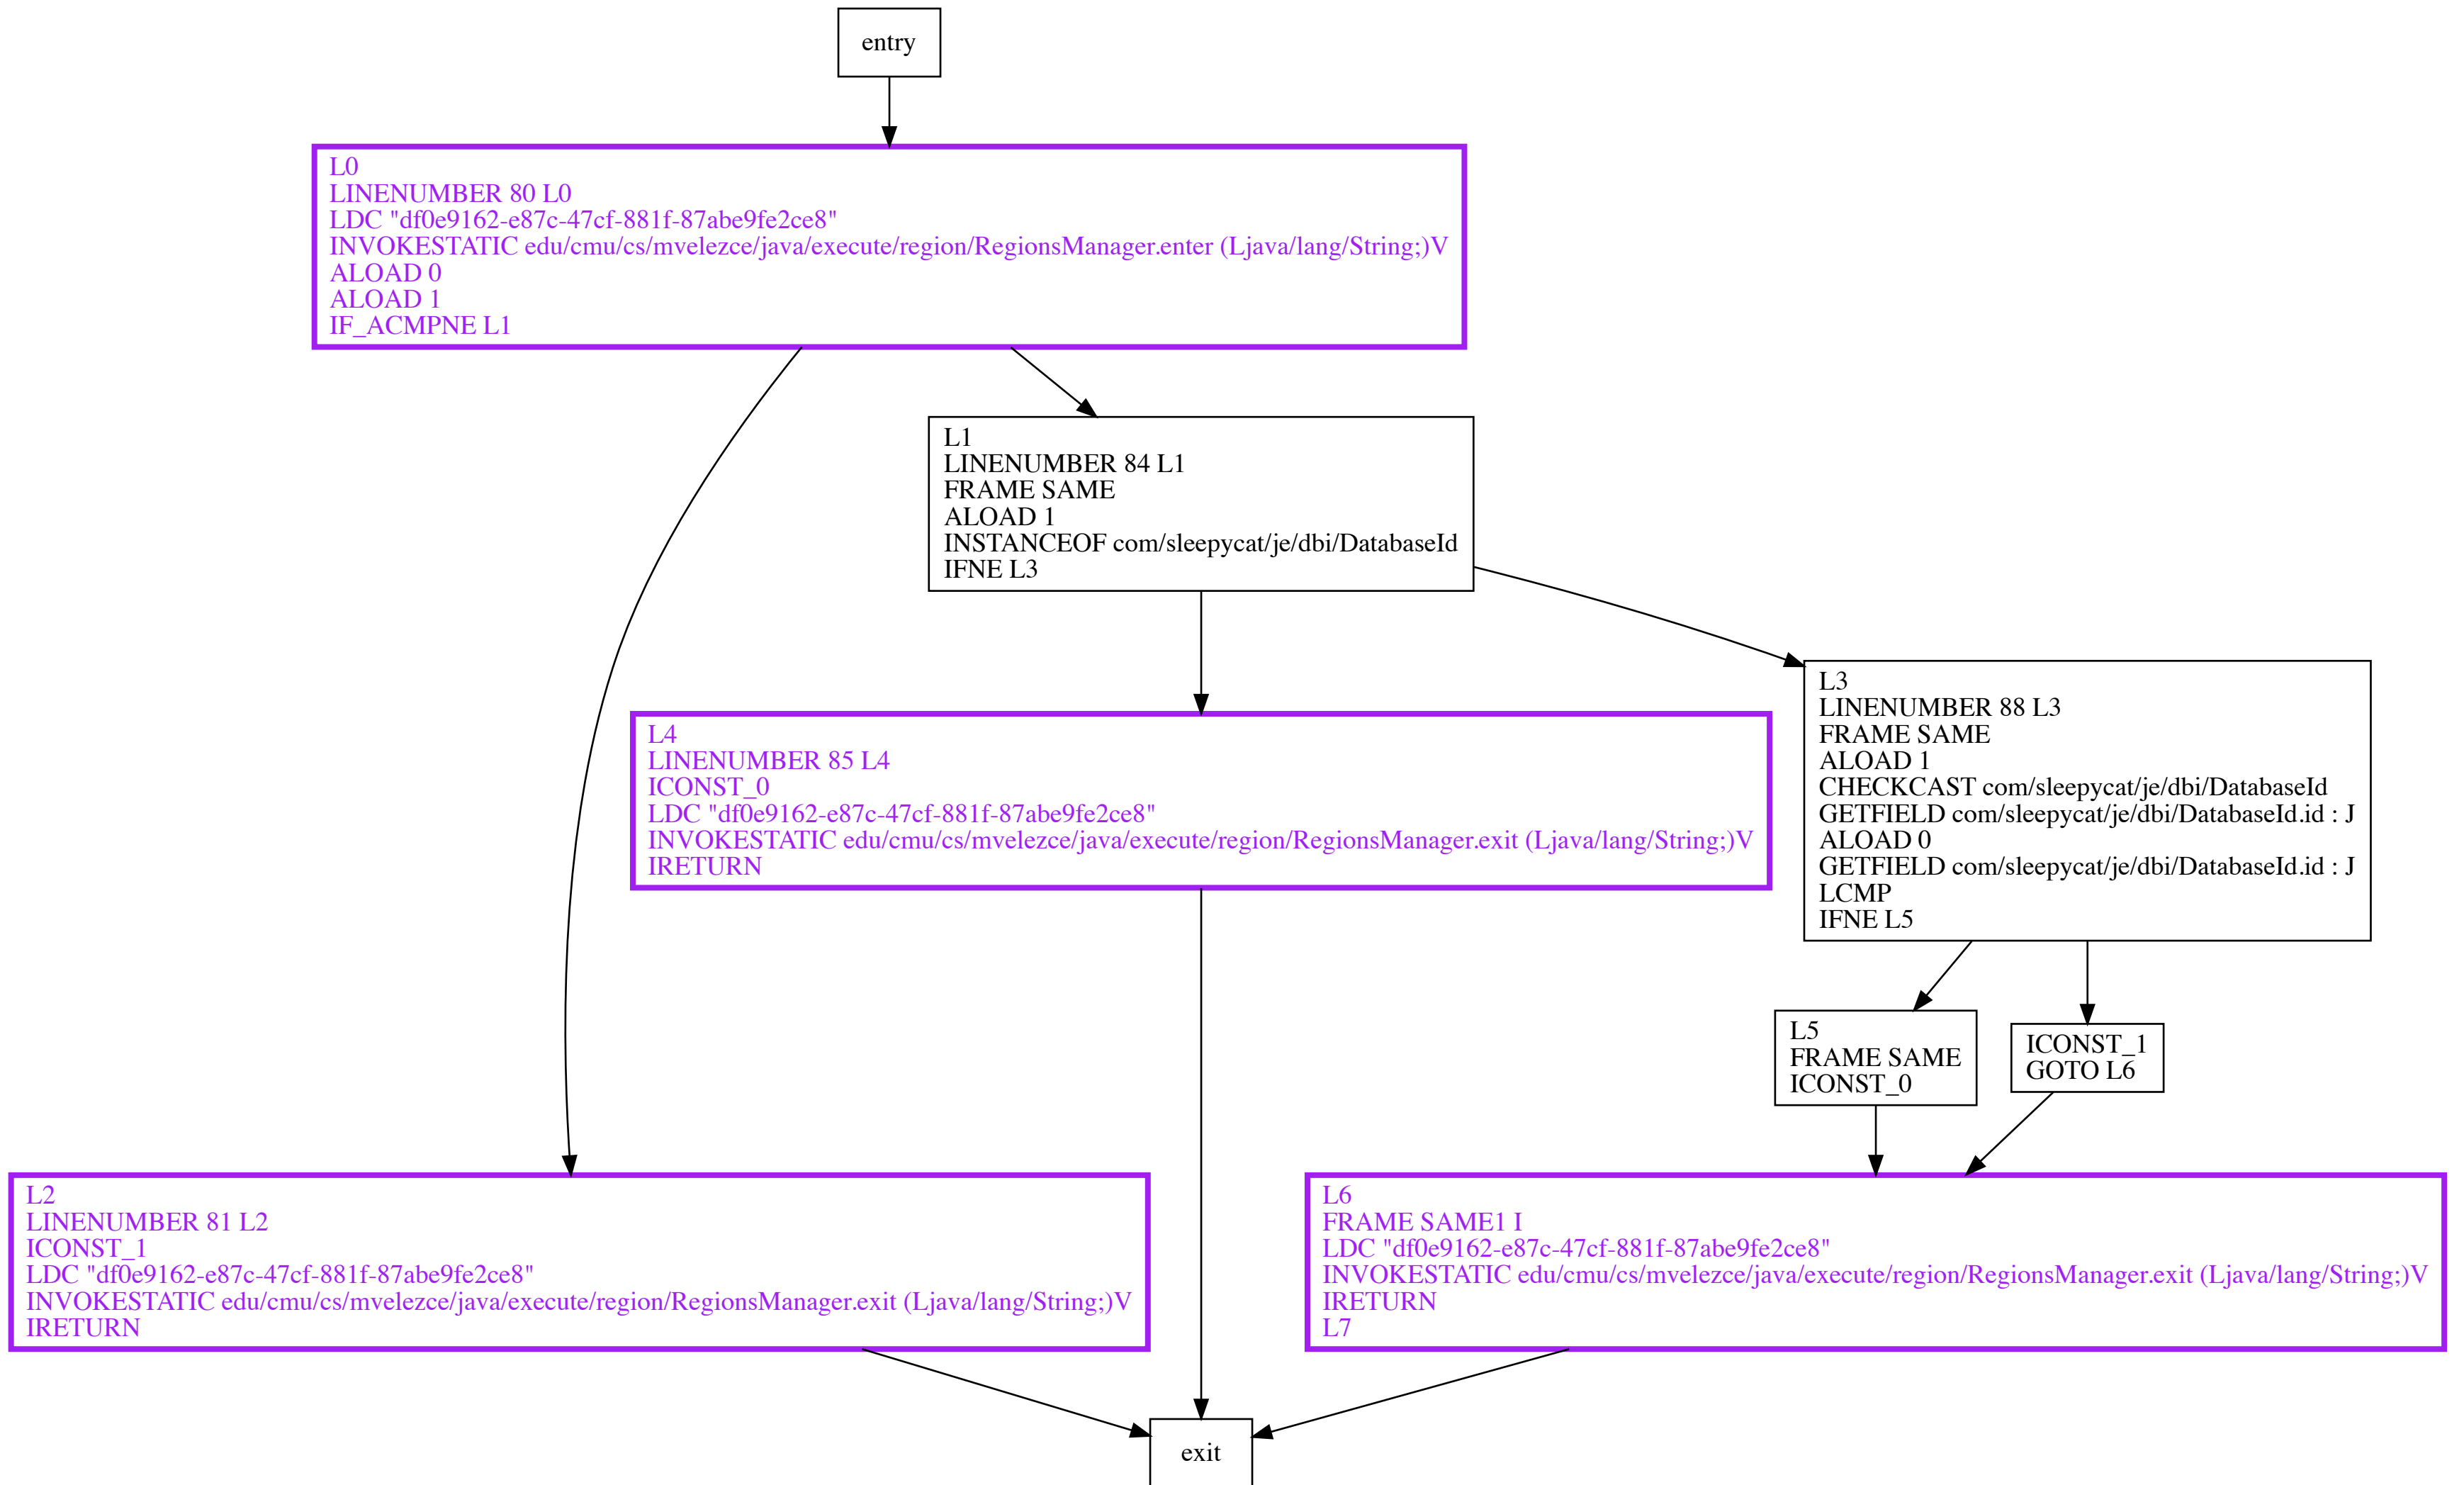 entry
L0
LINENUMBER 80 L0
LDC "df0e9162-e87c-47cf-881f-87abe9fe2ce8"
INVOKESTATIC edu/cmu/cs/mvelezce/java/execute/region/RegionsManager.enter (Ljava/lang/String;)V
ALOAD 0
ALOAD 1
IF_ACMPNE L1
L1
LINENUMBER 84 L1
FRAME SAME
ALOAD 1
INSTANCEOF com/sleepycat/je/dbi/DatabaseId
IFNE L3
L4
LINENUMBER 85 L4
ICONST_0
LDC "df0e9162-e87c-47cf-881f-87abe9fe2ce8"
INVOKESTATIC edu/cmu/cs/mvelezce/java/execute/region/RegionsManager.exit (Ljava/lang/String;)V
IRETURN
L3
LINENUMBER 88 L3
FRAME SAME
ALOAD 1
CHECKCAST com/sleepycat/je/dbi/DatabaseId
GETFIELD com/sleepycat/je/dbi/DatabaseId.id : J
ALOAD 0
GETFIELD com/sleepycat/je/dbi/DatabaseId.id : J
LCMP
IFNE L5
L5
FRAME SAME
ICONST_0
ICONST_1
GOTO L6
L2
LINENUMBER 81 L2
ICONST_1
LDC "df0e9162-e87c-47cf-881f-87abe9fe2ce8"
INVOKESTATIC edu/cmu/cs/mvelezce/java/execute/region/RegionsManager.exit (Ljava/lang/String;)V
IRETURN
L6
FRAME SAME1 I
LDC "df0e9162-e87c-47cf-881f-87abe9fe2ce8"
INVOKESTATIC edu/cmu/cs/mvelezce/java/execute/region/RegionsManager.exit (Ljava/lang/String;)V
IRETURN
L7
exit